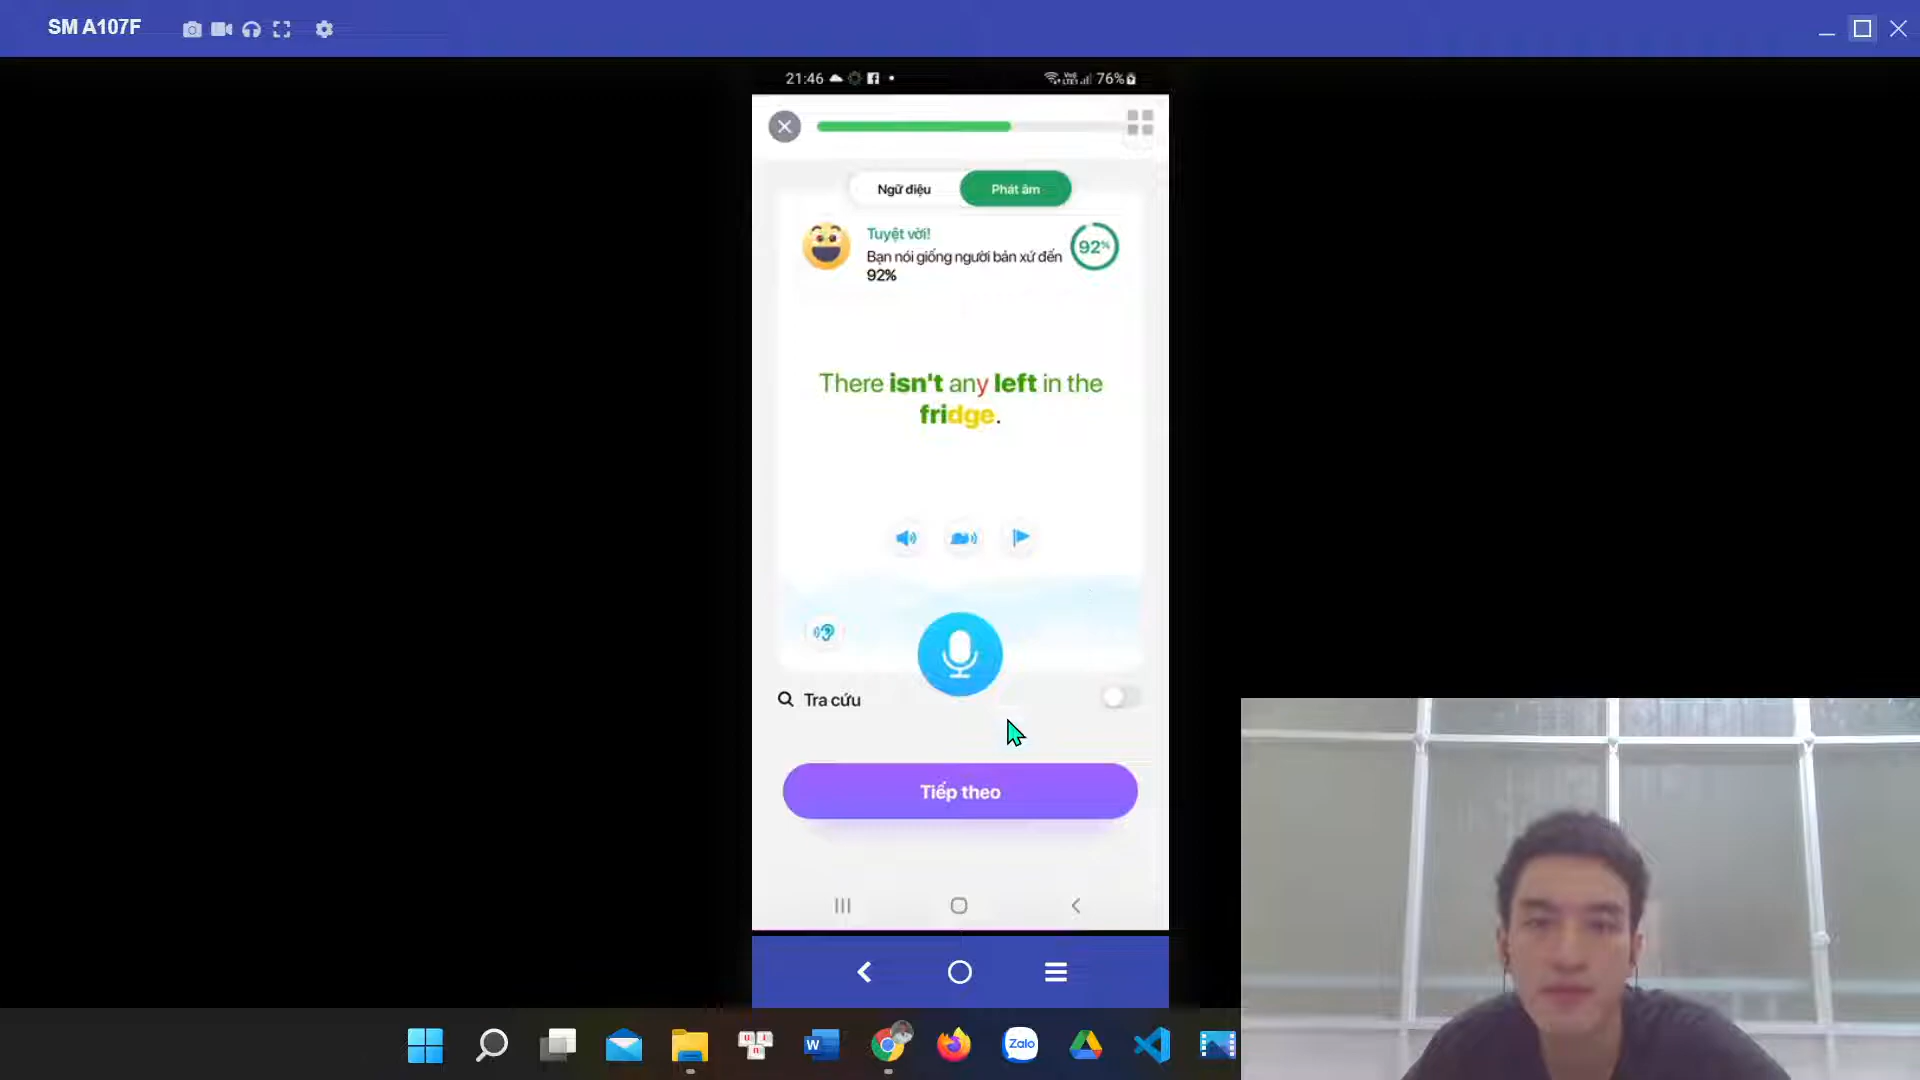 SM A107F
21:46
76%
Ngữ điệu
Phát âm
Tuyệt vời!
Bạn nói giống người bản xứ đến
92%
92%
There isn't any left in the
fridge.
Tra cứu
Tiếp theo
W
Zalo